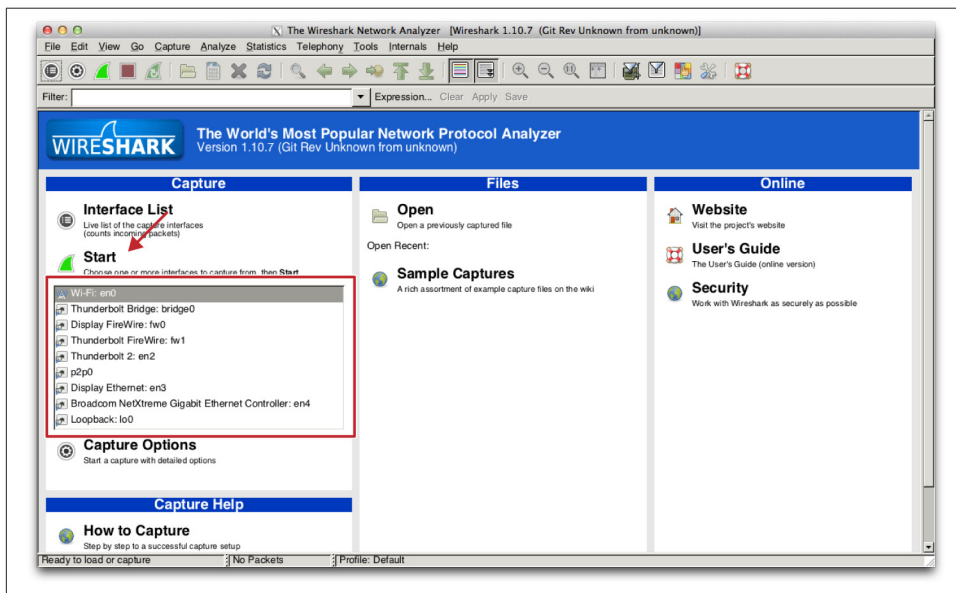 The Wireshark Network Analyzer [Wireshark 1.10.7 (Git Rev Unknown from unknown)]
File Edit View Go Capture Analyze Statistics Telephony Tools Internals Help
Filter: Expression... Clear Apply Save
WIRESHARK
The World's Most Popular Network Protocol Analyzer
Version 1.10.7 (Git Rev Unknown from unknown)
Capture
Interface List
Live list of the capture interfaces
(counts incoming packets)
Start
Choose one or more interfaces to capture from, then Start
Wi-Fi: en0
Thunderbolt Bridge: bridge0
Display FireWire: fw0
Thunderbolt FireWire: fw1
Thunderbolt 2: en2
p2p0
Display Ethernet: en3
Broadcom NetXtreme Gigabit Ethernet Controller: en4
Loopback: lo0
Capture Options
Start a capture with detailed options
Capture Help
How to Capture
Step by step to a successful capture setup
Files
Open
Open a previously captured file
Open Recent:
Sample Captures
A rich assortment of example capture files on the wiki
Online
Website
Visit the project's website
User's Guide
The User's Guide (online version)
Security
Work with Wireshark as securely as possible
Ready to load or capture No Packets Profile: Default